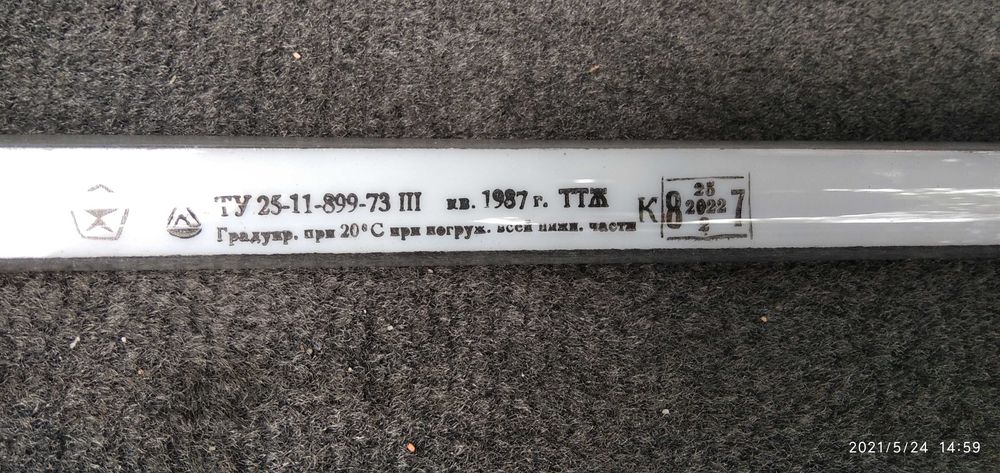 ТУ 25-11-899-73 III кв. 1987 г. ТТЖ
Градуир. при 20°С при погруж. всей нижн. части
К 8 25 7
2022
2
2021/5/24 14:59